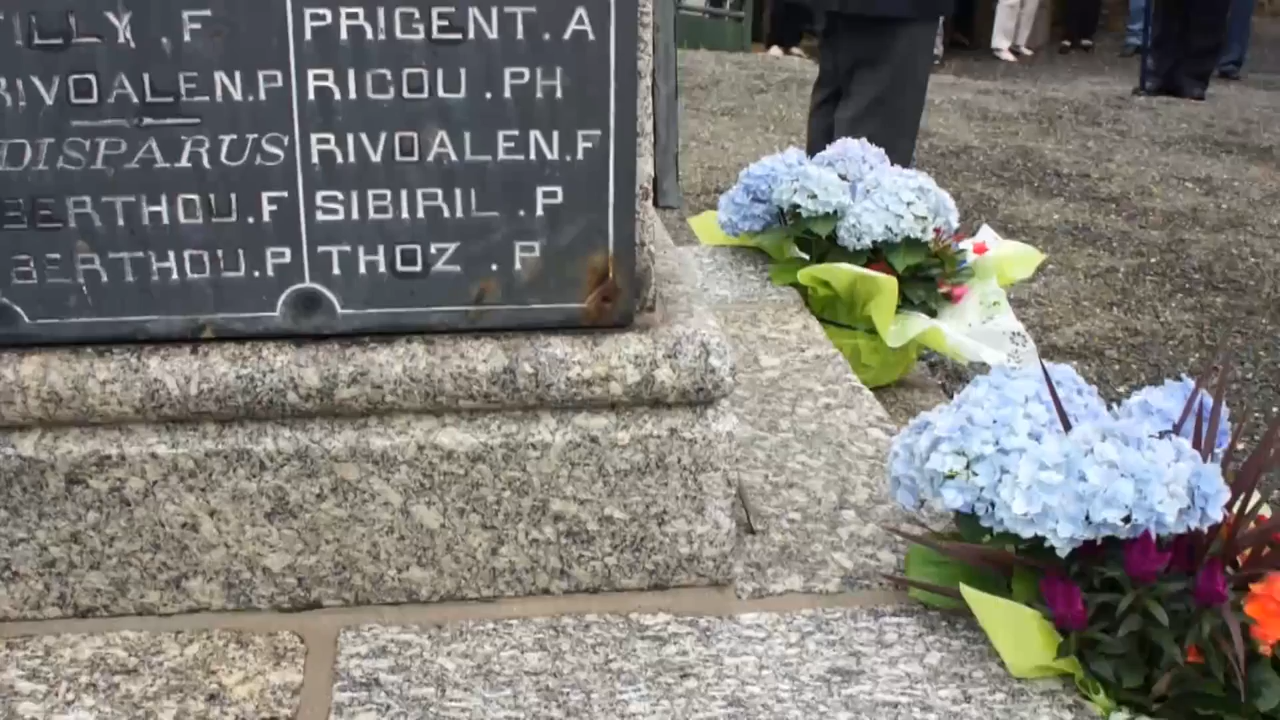 PRIGENT.A
RIVOALEN.P
RICOU.PH
DISPARUS
RIVOALEN.F
BERTHOU.F
SIBIRIL.P
BERTHOU.P
THOZ.P